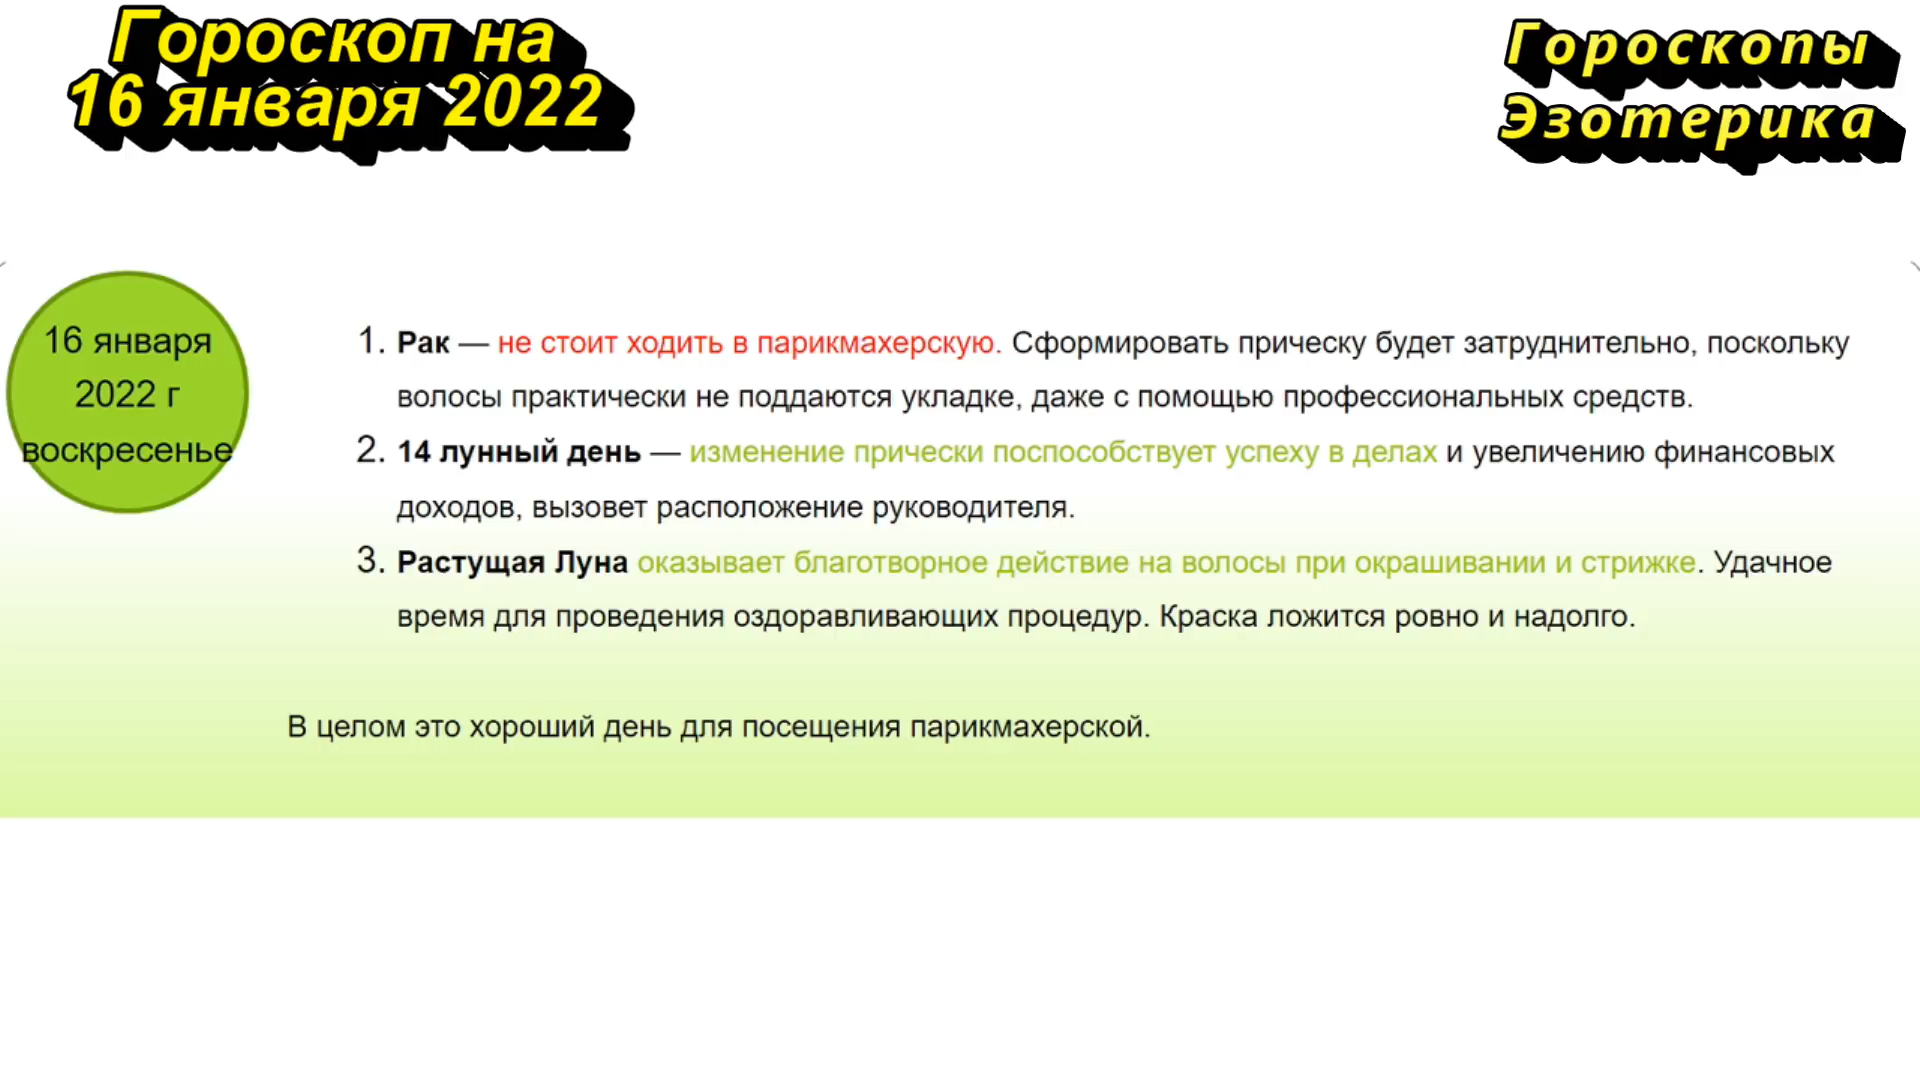 Гороскоп на
16 января 2022
Гороскопы
Эзотерика
16 января
2022 г
воскресенье
1. Рак — не стоит ходить в парикмахерскую. Сформировать прическу будет затруднительно, поскольку
волосы практически не поддаются укладке, даже с помощью профессиональных средств.
2. 14 лунный день — изменение прически поспособствует успеху в делах и увеличению финансовых
доходов, вызовет расположение руководителя.
3. Растущая Луна оказывает благотворное действие на волосы при окрашивании и стрижке. Удачное
время для проведения оздоравливающих процедур. Краска ложится ровно и надолго.
В целом это хороший день для посещения парикмахерской.